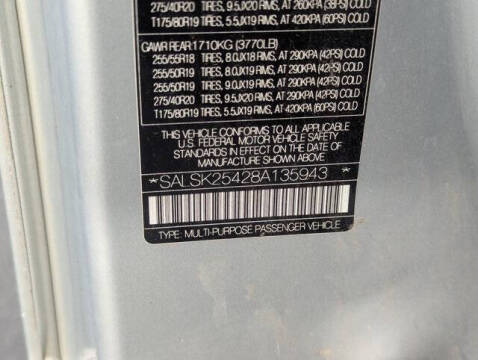 275/40R20 TIRES, 9.5JX20 RIMS, AT 260KPA (38PSI) COLD
T175/80R19 TIRES, 5.5JX19 RIMS, AT 420KPA (60PSI) COLD
GAWR REAR 1710KG (3770LB)
255/55R18 TIRES, 8.0JX18 RIMS, AT 290KPA (42PSI) COLD
255/50R19 TIRES, 8.0JX19 RIMS, AT 290KPA (42PSI) COLD
255/50R19 TIRES, 9.0JX19 RIMS, AT 290KPA (42PSI) COLD
275/40R20 TIRES, 9.5JX20 RIMS, AT 290KPA (42PSI) COLD
T175/80R19 TIRES, 5.5JX19 RIMS, AT 420KPA (60PSI) COLD
THIS VEHICLE CONFORMS TO ALL APPLICABLE
U.S. FEDERAL MOTOR VEHICLE SAFETY
STANDARDS IN EFFECT ON THE DATE OF
MANUFACTURE SHOWN ABOVE
*SALSK25428A135943*
TYPE: MULTI-PURPOSE PASSENGER VEHICLE